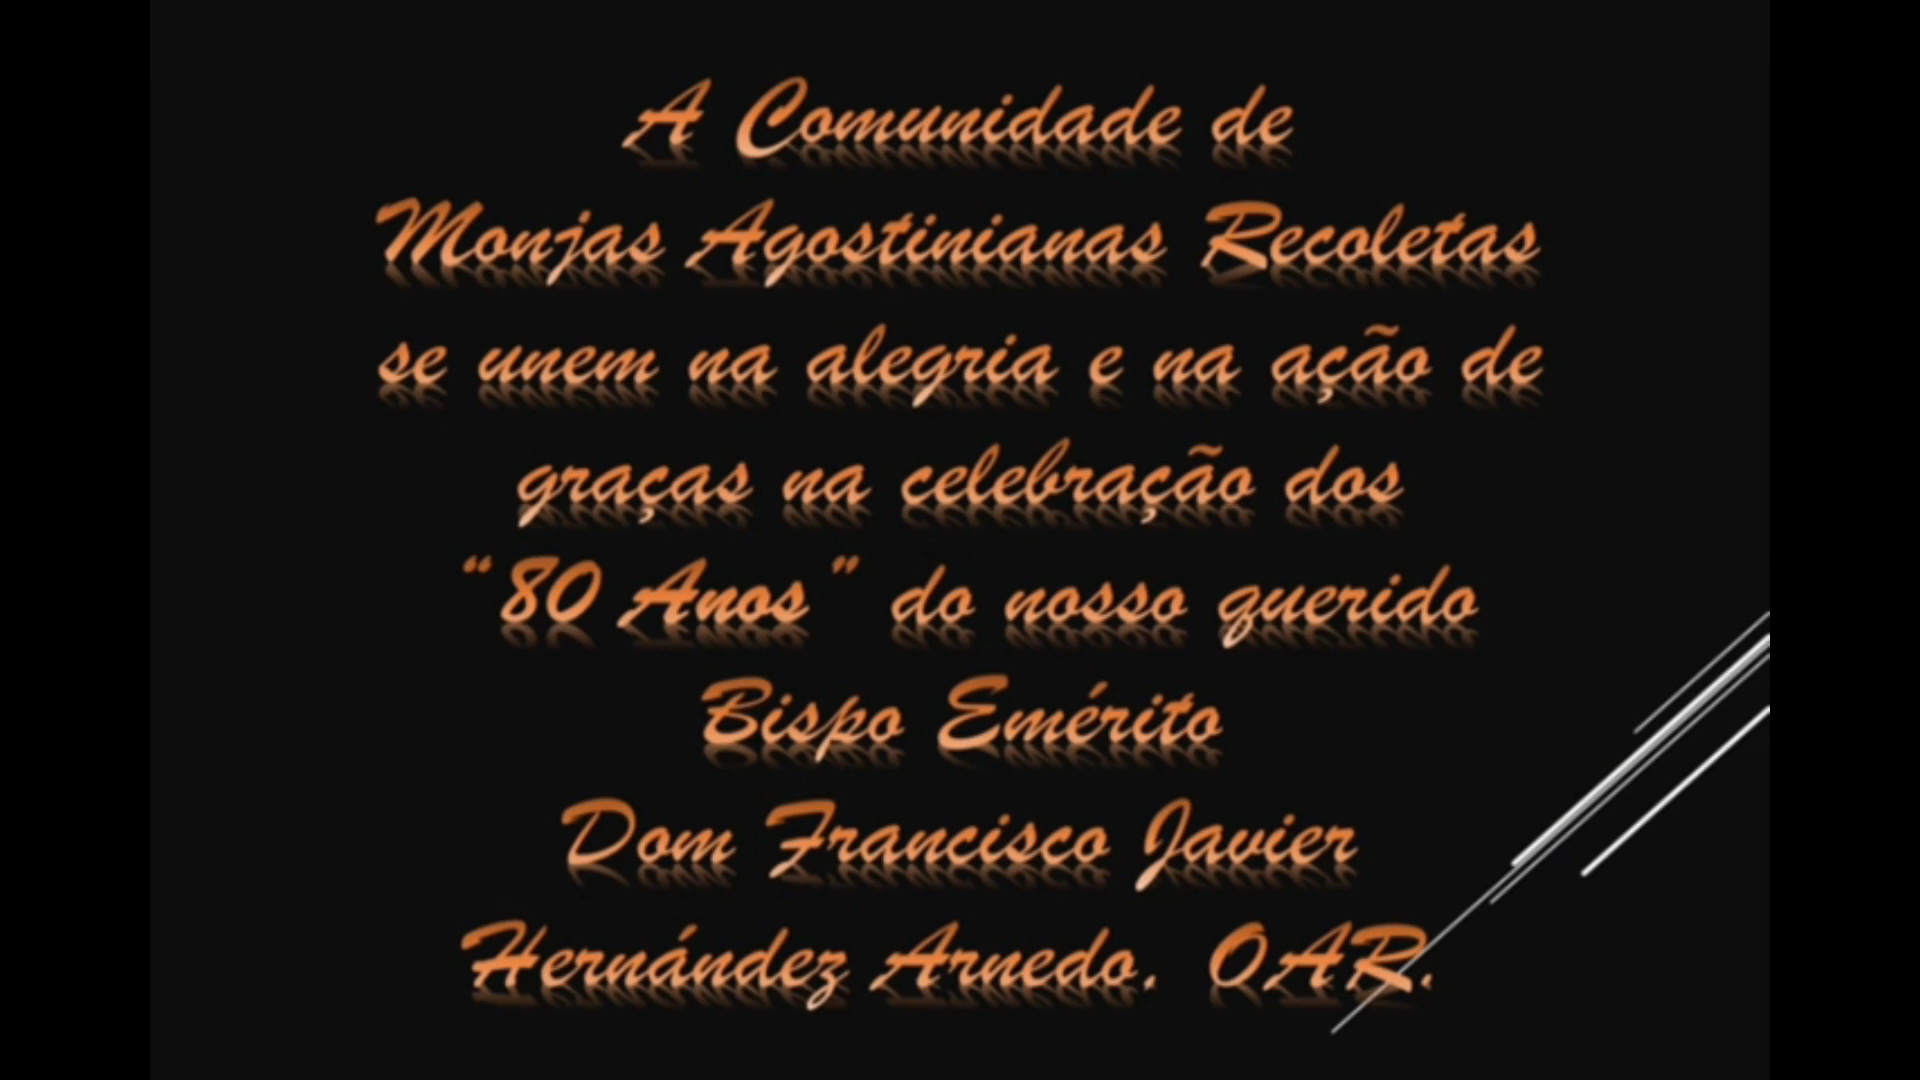 A Comunidade de
Monjas Agostinianas Recoletas
se unem na alegria e na ação de
graças na celebração dos
“80 Anos” do nosso querido
Bispo Emérito
Dom Francisco Javier
Hernández Arnedo. OAR.